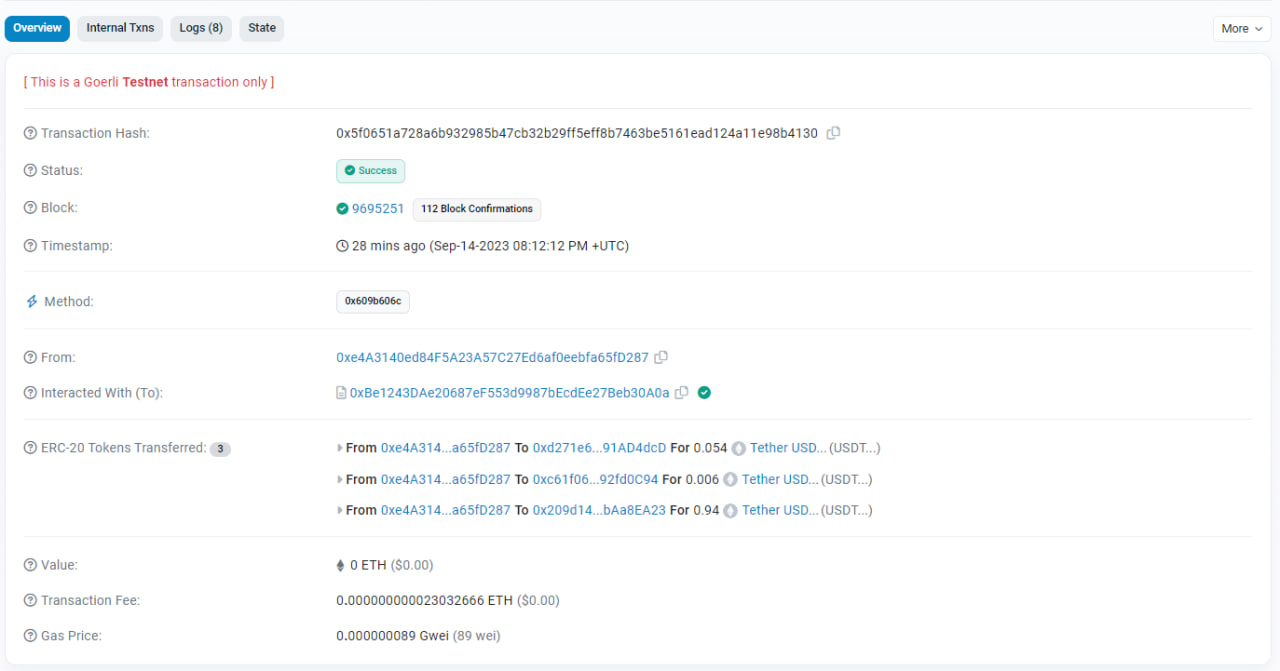 Overview Internal Txns Logs (8) State More
[ This is a Goerli Testnet transaction only ]
Transaction Hash: 0x5f0651a728a6b932985b47cb32b29ff5eff8b7463be5161ead124a11e98b4130
Status: Success
Block: 9695251 112 Block Confirmations
Timestamp: 28 mins ago (Sep-14-2023 08:12:12 PM +UTC)
Method: 0x609b606c
From: 0xe4A3140ed84F5A23A57C27Ed6af0eebfa65fD287
Interacted With (To): 0xBe1243DAe20687eF553d9987bEcdEe27Beb30A0a
ERC-20 Tokens Transferred: 3 From 0xe4A314...a65fD287 To 0xd271e6...91AD4dcD For 0.054 Tether USD... (USDT...)
From 0xe4A314...a65fD287 To 0xc61f06...92fd0C94 For 0.006 Tether USD... (USDT...)
From 0xe4A314...a65fD287 To 0x209d14...bAa8EA23 For 0.94 Tether USD... (USDT...)
Value: 0 ETH ($0.00)
Transaction Fee: 0.000000000023032666 ETH ($0.00)
Gas Price: 0.000000089 Gwei (89 wei)